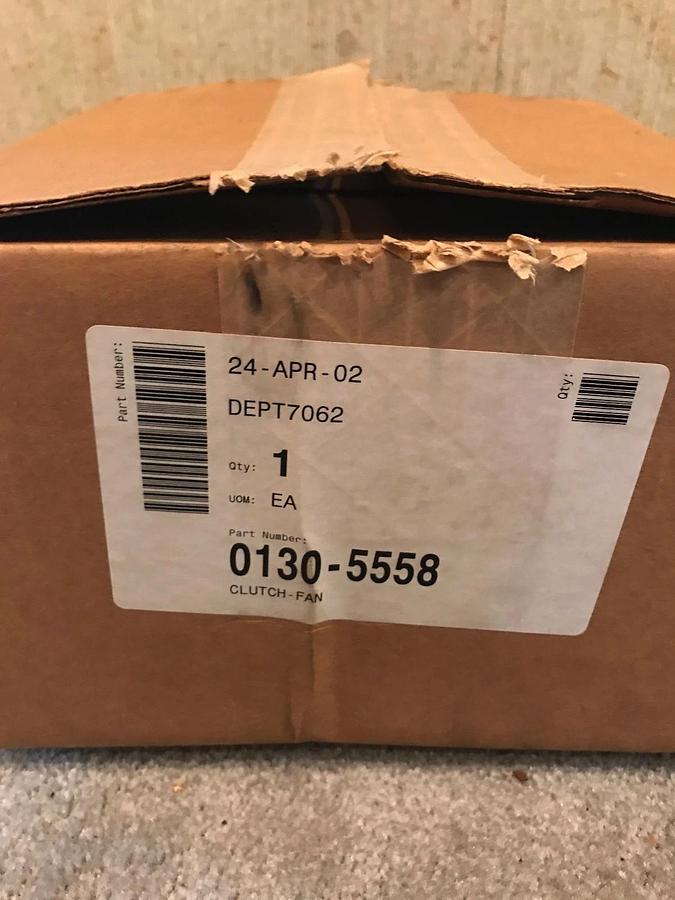 Part Number:
24-APR-02
Qty:
DEPT7062
Qty: 1
UOM: EA
Part Number:
0130-5558
CLUTCH-FAN